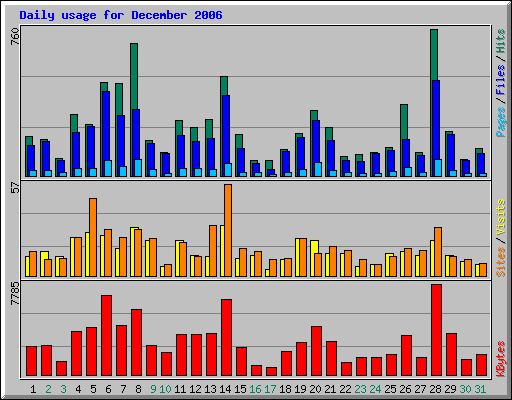 Daily usage for December 2006
760
Pages / Files / Hits
57
Sites / Visits
7785
KBytes
1 2 3 4 5 6 7 8 9 10 11 12 13 14 15 16 17 18 19 20 21 22 23 24 25 26 27 28 29 30 31